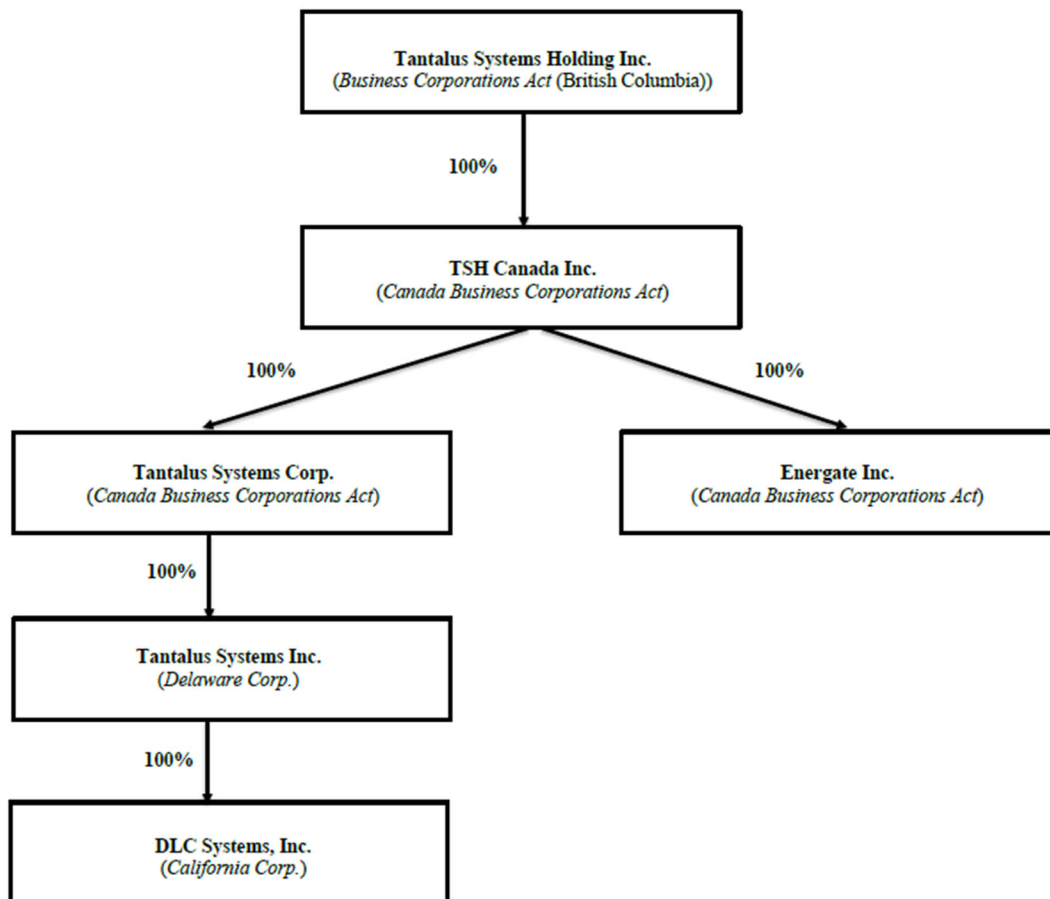 Tantalus Systems Holding Inc.
(Business Corporations Act (British Columbia))
100%
TSH Canada Inc.
(Canada Business Corporations Act)
100%
100%
Tantalus Systems Corp.
(Canada Business Corporations Act)
Energate Inc.
(Canada Business Corporations Act)
100%
Tantalus Systems Inc.
(Delaware Corp.)
100%
DLC Systems, Inc.
(California Corp.)